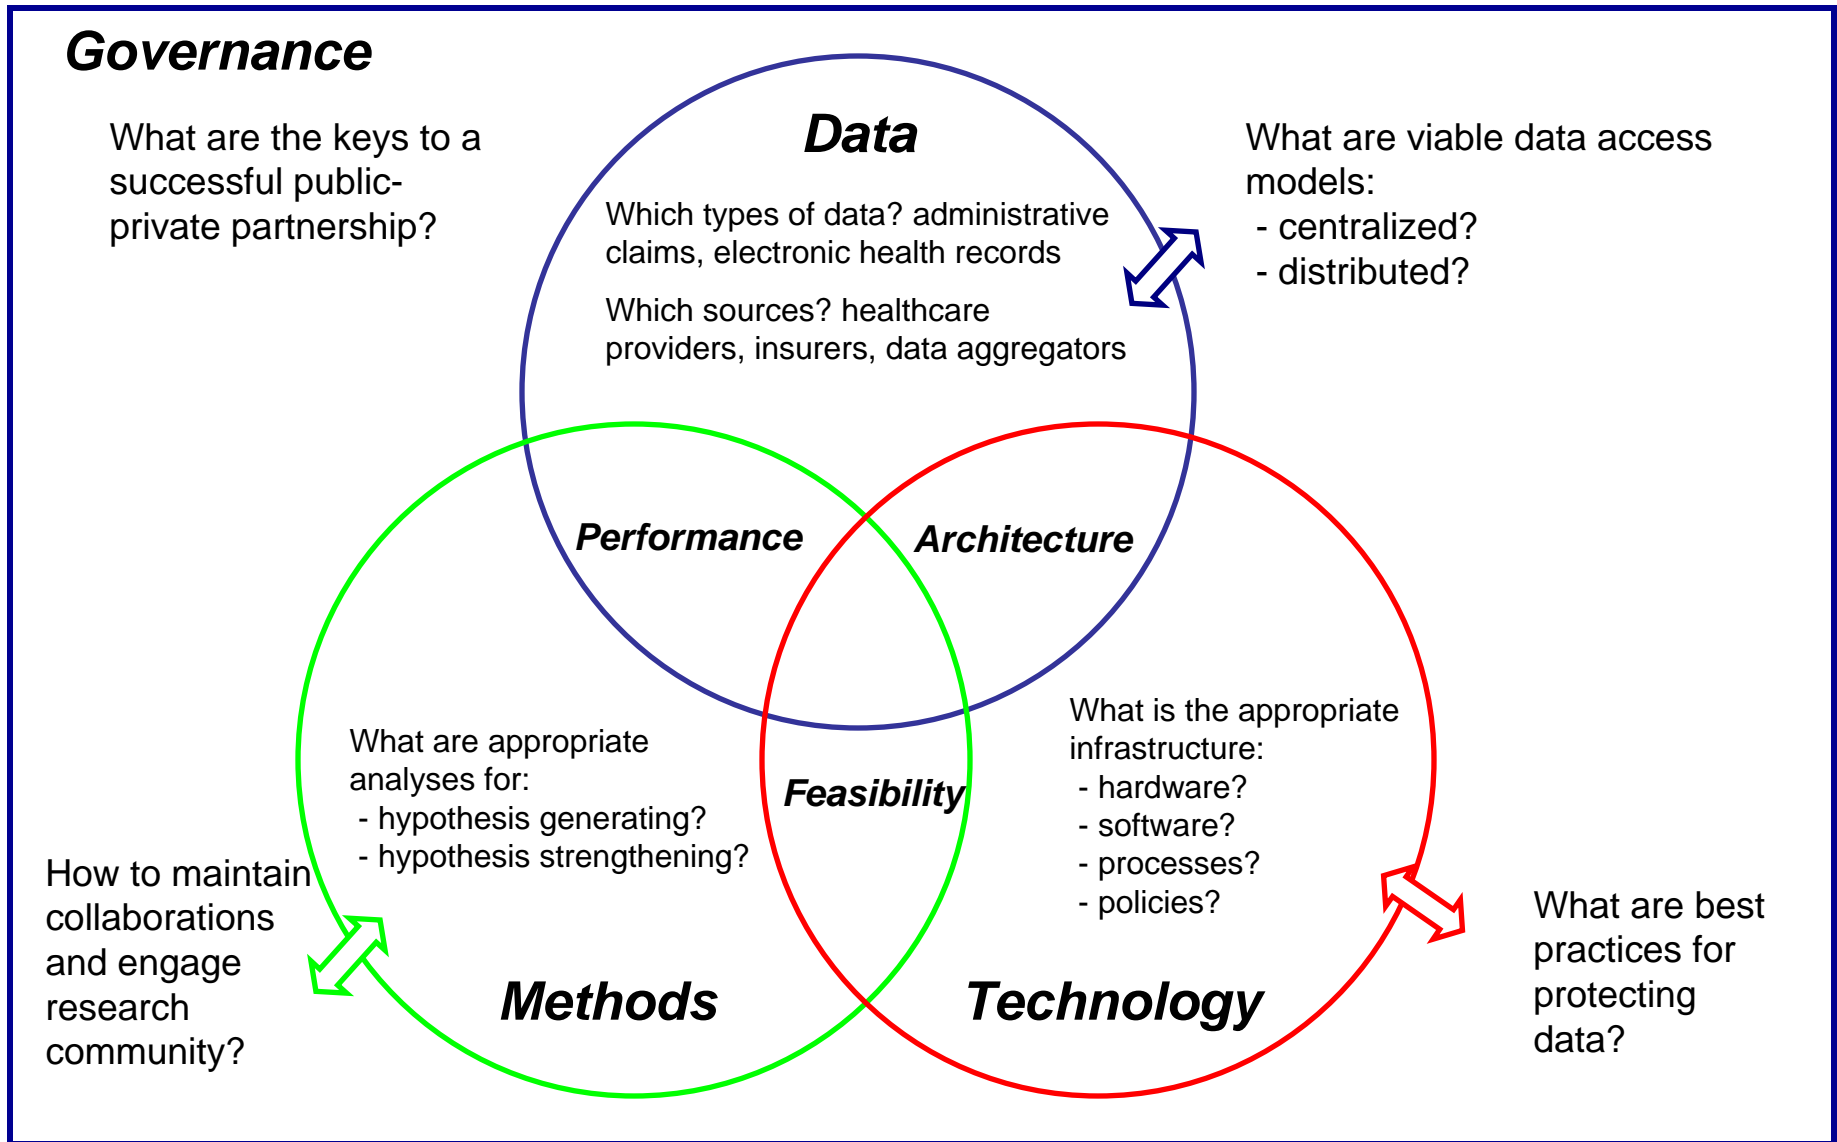 Governance
What are the keys to a
successful public-
private partnership?
Data
Which types of data? administrative
claims, electronic health records
Which sources? healthcare
providers, insurers, data aggregators
What are viable data access
models:
- centralized?
- distributed?
Performance
Architecture
Feasibility
What are appropriate
analyses for:
- hypothesis generating?
- hypothesis strengthening?
Methods
What is the appropriate
infrastructure:
- hardware?
- software?
- processes?
- policies?
Technology
How to maintain
collaborations
and engage
research
community?
What are best
practices for
protecting
data?